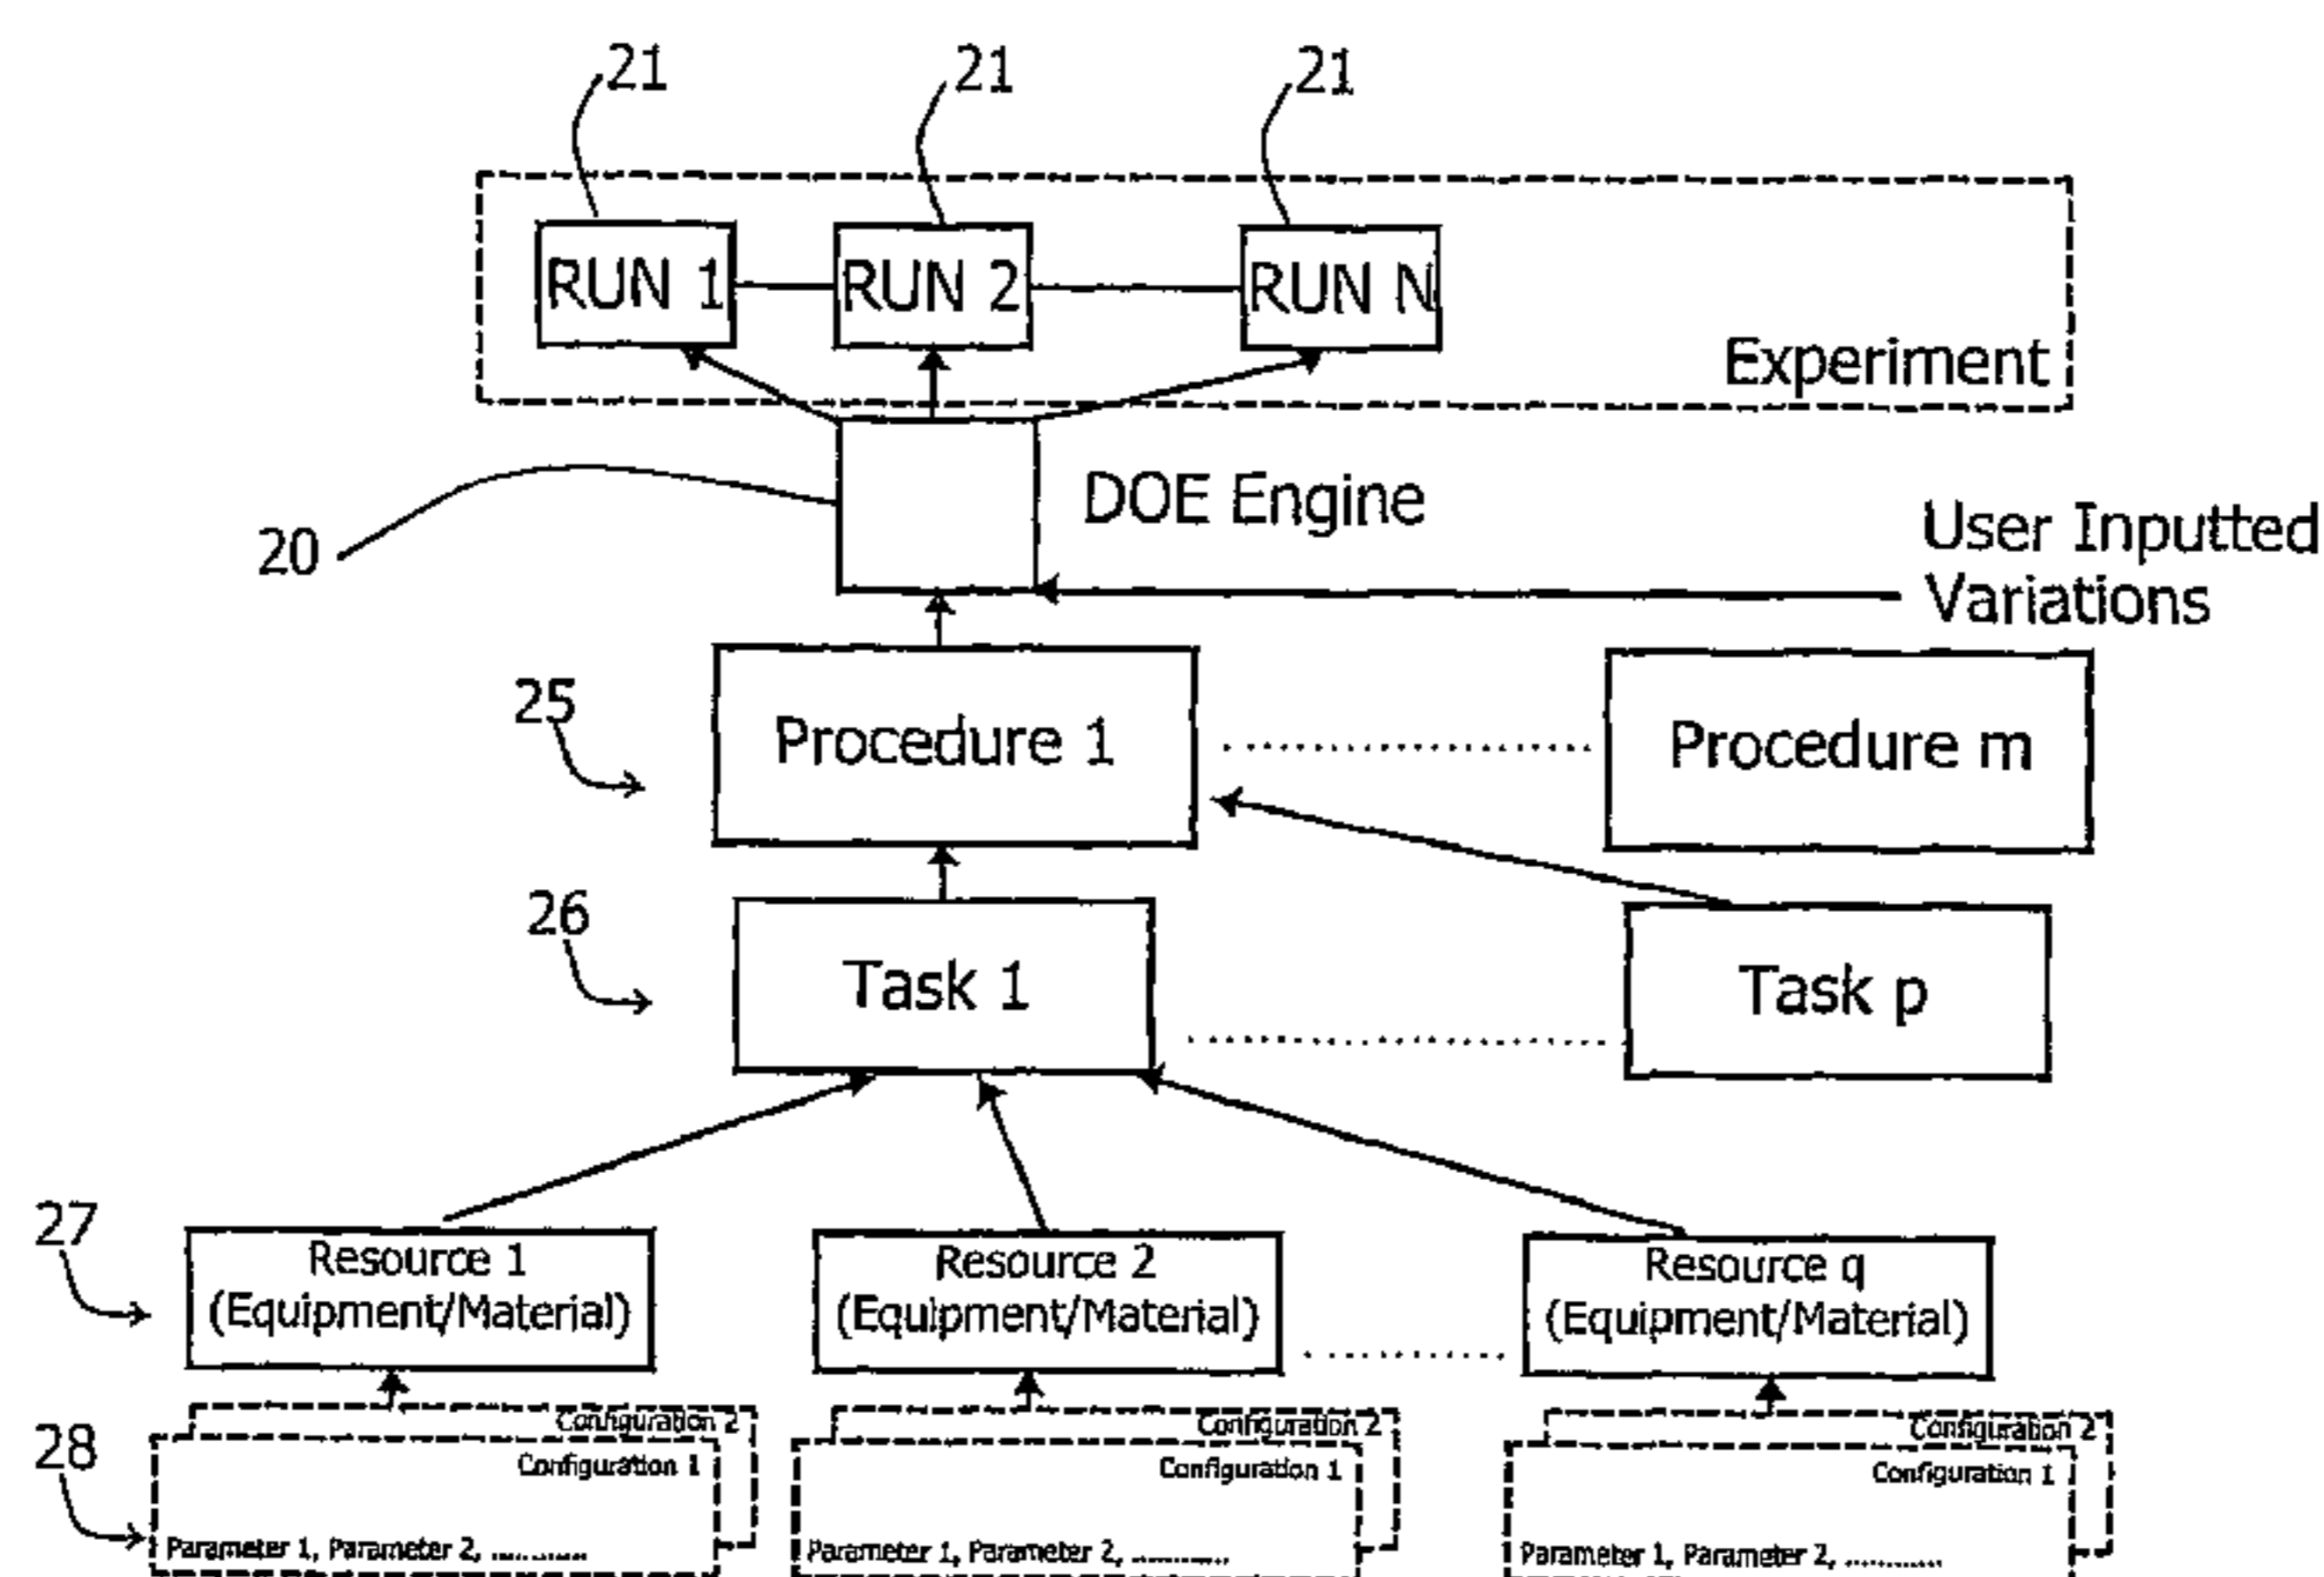 21 21 21
RUN 1 RUN 2 RUN N
Experiment
DOE Engine
20
User Inputted
Variations
25
Procedure 1 ............ Procedure m
26
Task 1 ............ Task p
27
Resource 1
(Equipment/Material)
Resource 2
(Equipment/Material)
............
Resource q
(Equipment/Material)
28
Configuration 2
Configuration 1
Parameter 1, Parameter 2, ............
Configuration 2
Configuration 1
Parameter 1, Parameter 2, ............
Configuration 2
Configuration 1
Parameter 1, Parameter 2, ............